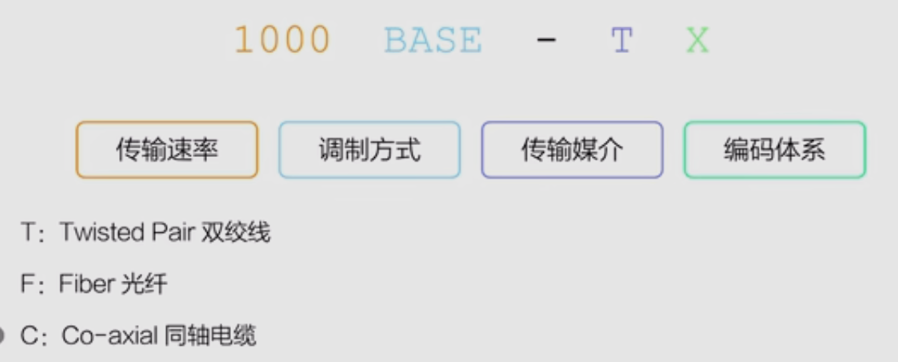 1000 BASE - T X
传输速率 调制方式 传输媒介 编码体系
T：Twisted Pair 双绞线
F：Fiber 光纤
C：Co-axial 同轴电缆